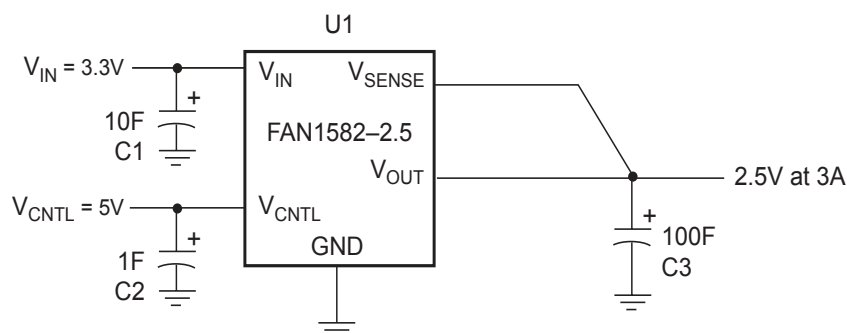 U1
V_IN = 3.3V
V_IN
V_SENSE
10F
C1
FAN1582–2.5
V_OUT
2.5V at 3A
V_CNTL = 5V
V_CNTL
GND
1F
C2
100F
C3